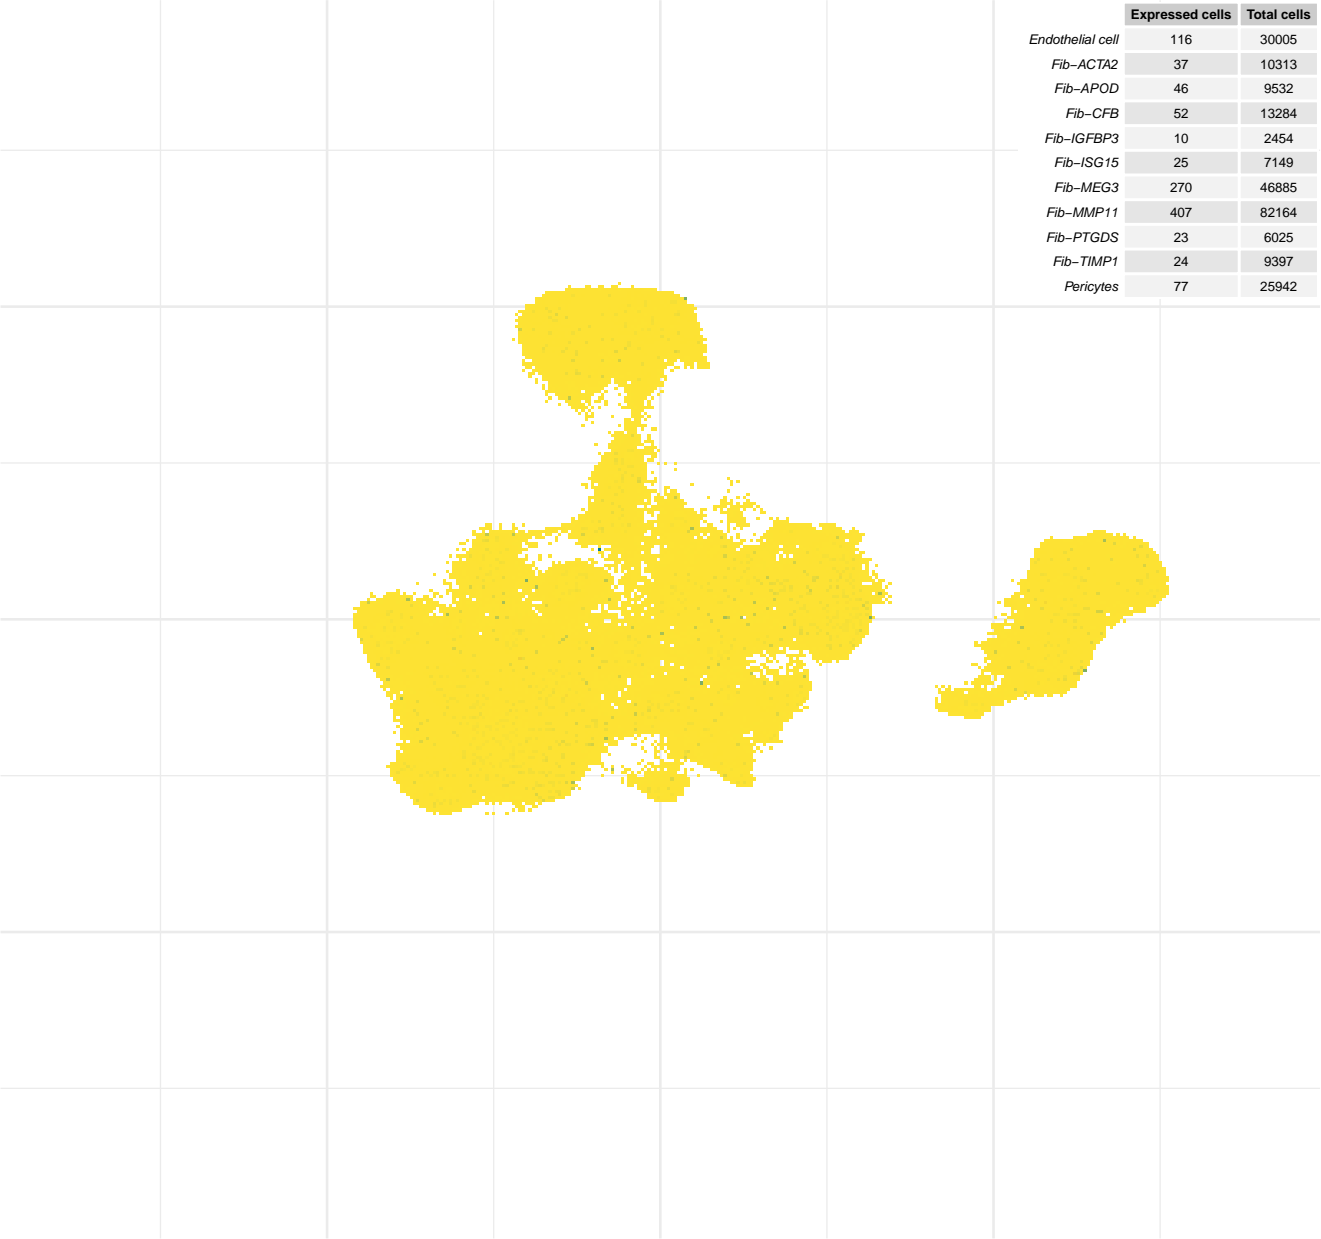 Expressed cells Total cells
Endothelial cell 116 30005
Fib−ACTA2 37 10313
Fib−APOD 46 9532
Fib−CFB 52 13284
Fib−IGFBP3 10 2454
Fib−ISG15 25 7149
Fib−MEG3 270 46885
Fib−MMP11 407 82164
Fib−PTGDS 23 6025
Fib−TIMP1 24 9397
Pericytes 77 25942